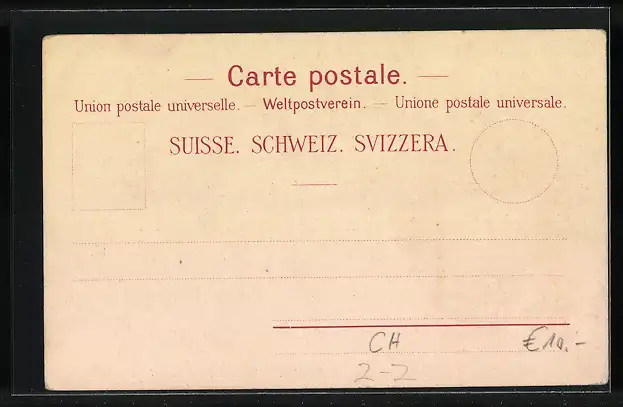 — Carte postale. —
Union postale universelle. — Weltpostverein. — Unione postale universale.
SUISSE. SCHWEIZ. SVIZZERA.
CH
€10.-
2-2